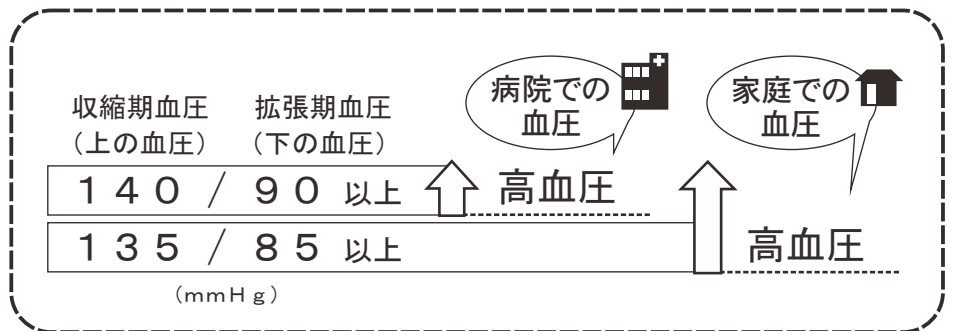 病院での
血圧
家庭での
血圧
収縮期血圧
(上の血圧)
拡張期血圧
(下の血圧)
140 / 90 以上
高血圧
135 / 85 以上
高血圧
(mmHg)